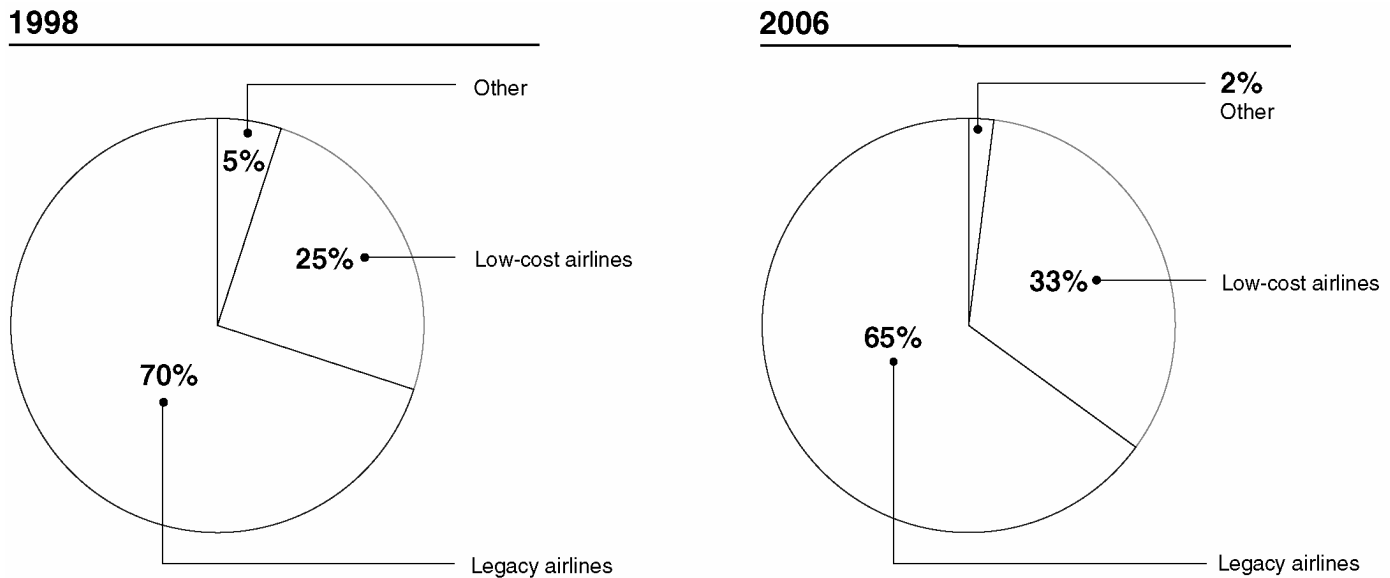 1998
Other
5%
25%
Low-cost airlines
70%
Legacy airlines
2006
2%
Other
33%
Low-cost airlines
65%
Legacy airlines